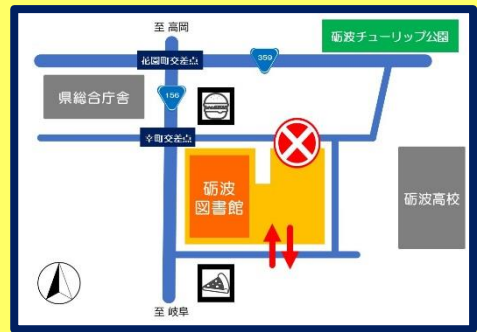 至 高岡
砺波チューリップ公園
花園町交差点
359
県総合庁舎
156
幸町交差点
砺波
図書館
砺波高校
至 岐阜